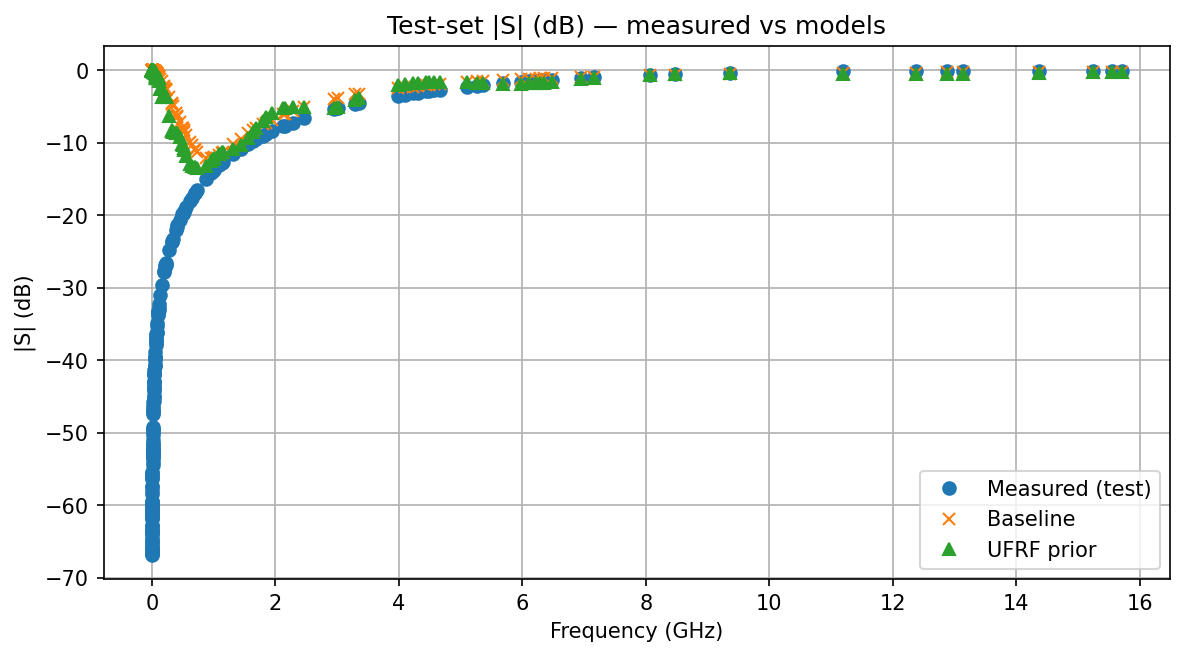 Test-set |S| (dB) — measured vs models
|S| (dB)
0
−10
−20
−30
−40
−50
−60
−70
Measured (test)
Baseline
UFRF prior
0 2 4 6 8 10 12 14 16
Frequency (GHz)